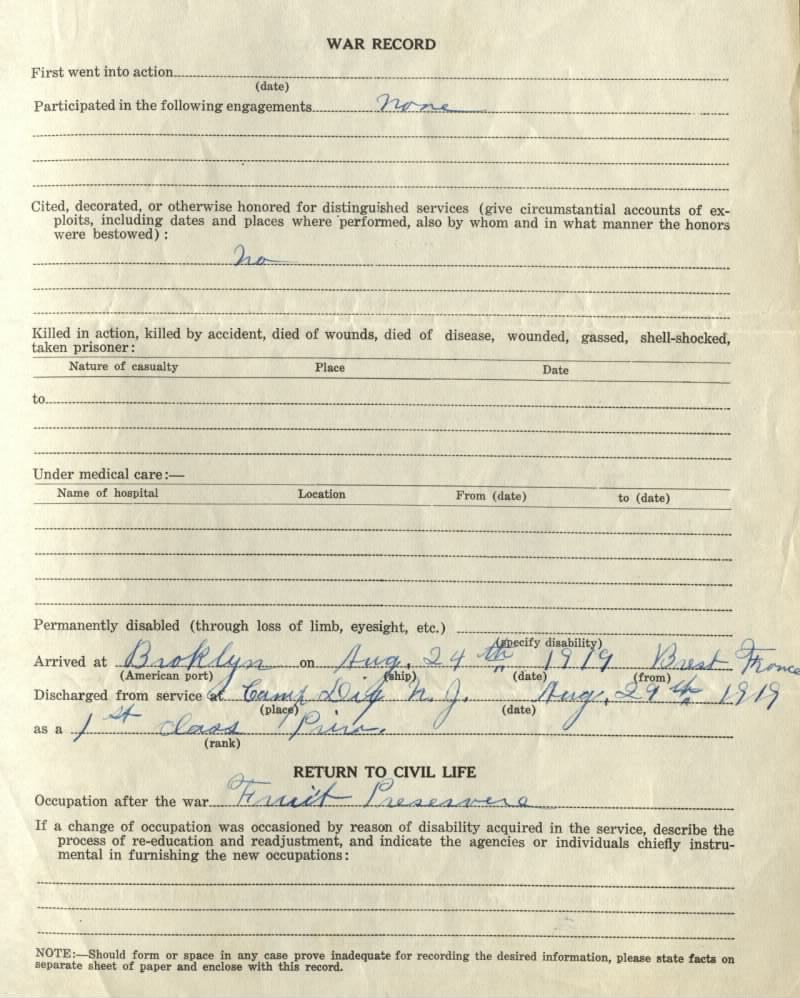 WAR RECORD
First went into action
(date)
Participated in the following engagements None
Cited, decorated, or otherwise honored for distinguished services (give circumstantial accounts of ex-
ploits, including dates and places where performed, also by whom and in what manner the honors
were bestowed) :
No
Killed in action, killed by accident, died of wounds, died of disease, wounded, gassed, shell-shocked,
taken prisoner:
Nature of casualty Place Date
to
Under medical care:—
Name of hospital Location From (date) to (date)
Permanently disabled (through loss of limb, eyesight, etc.)
(specify disability)
Arrived at Broklyn on Aug. 24 th 1919 Brest France
(American port) (ship) (date) (from)
Discharged from service at Camp Dix N. J. Aug. 29 th 1919
(place) (date)
as a 1 st class Priv.
(rank)
RETURN TO CIVIL LIFE
Occupation after the war Fruit Preservere
If a change of occupation was occasioned by reason of disability acquired in the service, describe the
process of re-education and readjustment, and indicate the agencies or individuals chiefly instru-
mental in furnishing the new occupations:
NOTE:—Should form or space in any case prove inadequate for recording the desired information, please state facts on
separate sheet of paper and enclose with this record.